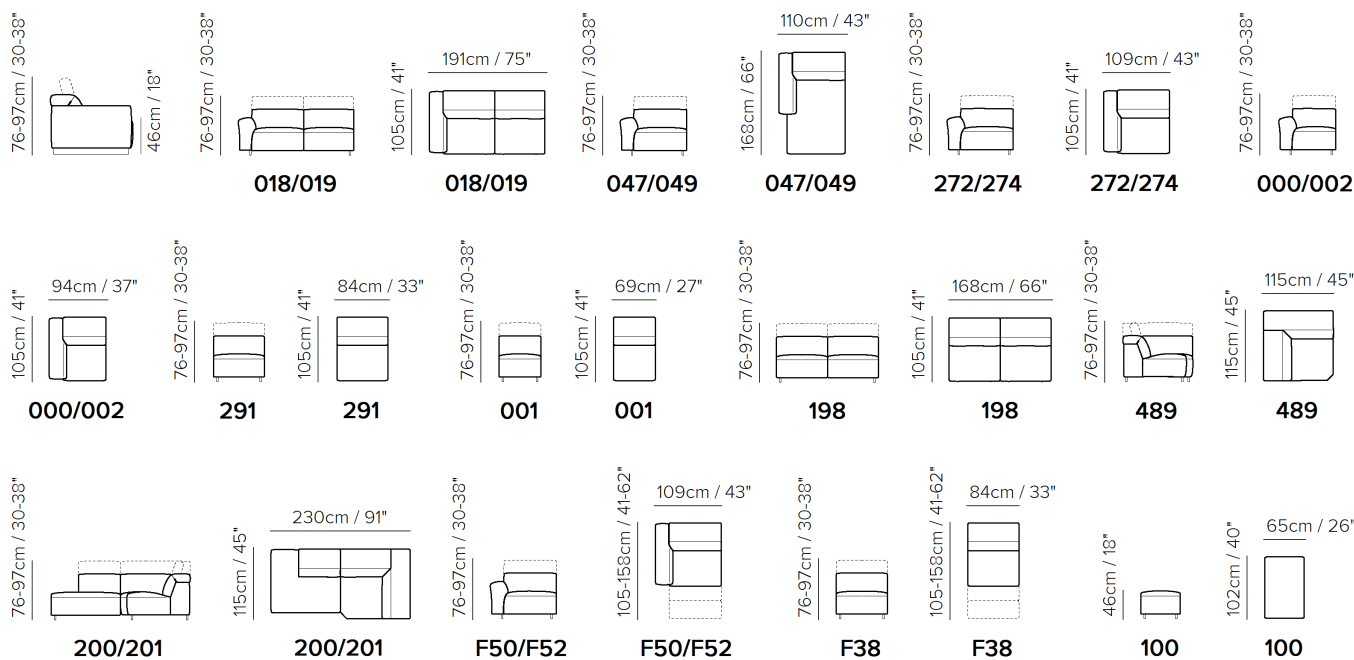 76-97cm / 30-38"
46cm / 18"
76-97cm / 30-38"
018/019
105cm / 41"
191cm / 75"
018/019
76-97cm / 30-38"
047/049
168cm / 66"
110cm / 43"
047/049
76-97cm / 30-38"
272/274
105cm / 41"
109cm / 43"
272/274
76-97cm / 30-38"
000/002
105cm / 41"
94cm / 37"
000/002
76-97cm / 30-38"
291
105cm / 41"
84cm / 33"
291
76-97cm / 30-38"
001
105cm / 41"
69cm / 27"
001
76-97cm / 30-38"
198
105cm / 41"
168cm / 66"
198
76-97cm / 30-38"
489
115cm / 45"
115cm / 45"
489
76-97cm / 30-38"
200/201
115cm / 45"
230cm / 91"
200/201
76-97cm / 30-38"
F50/F52
105-158cm / 41-62"
109cm / 43"
F50/F52
76-97cm / 30-38"
F38
105-158cm / 41-62"
84cm / 33"
F38
46cm / 18"
100
102cm / 40"
65cm / 26"
100